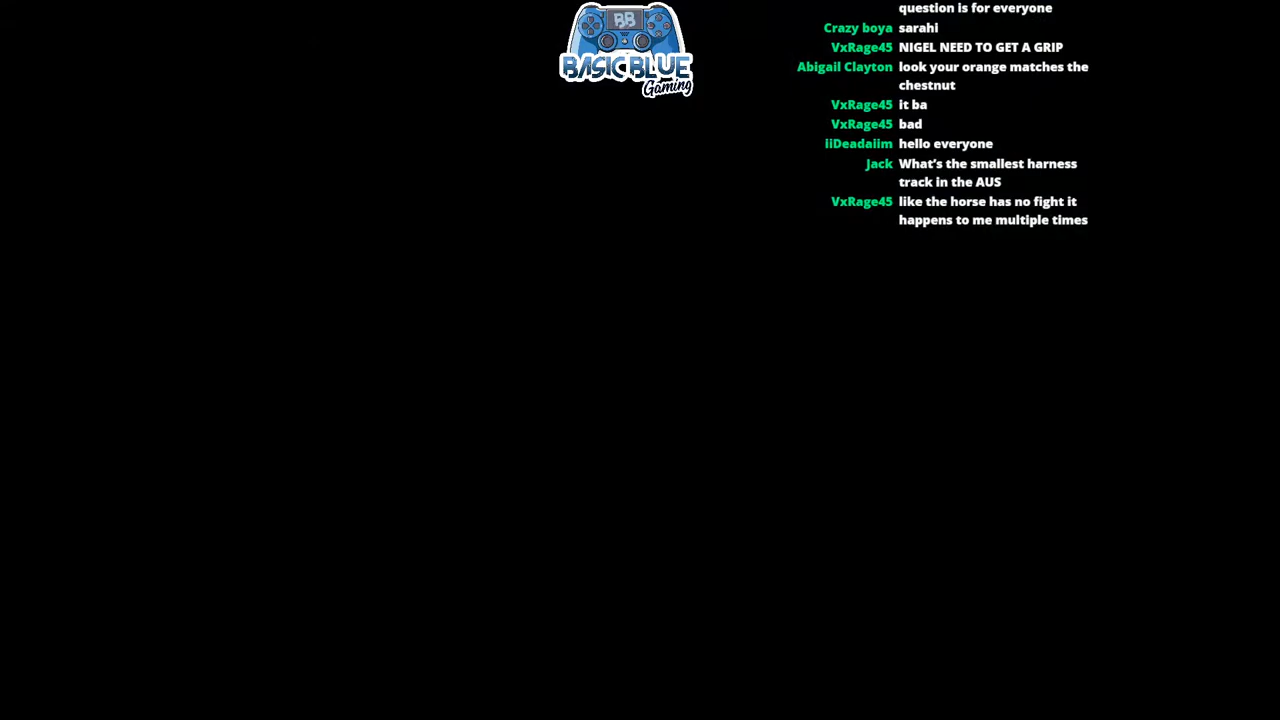 BB
BASIC BLUE
Gaming
question is for everyone
Crazy boya sarahi
VxRage45 NIGEL NEED TO GET A GRIP
Abigail Clayton look your orange matches the
chestnut
VxRage45 it ba
VxRage45 bad
iiDeadaiim hello everyone
Jack What's the smallest harness
track in the AUS
VxRage45 like the horse has no fight it
happens to me multiple times